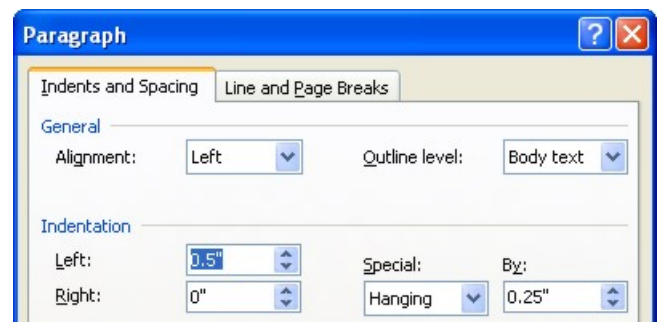 Paragraph
Indents and Spacing Line and Page Breaks
General
Alignment: Left Outline level: Body text
Indentation
Left: 0.5" Special: By:
Right: 0" Hanging 0.25"